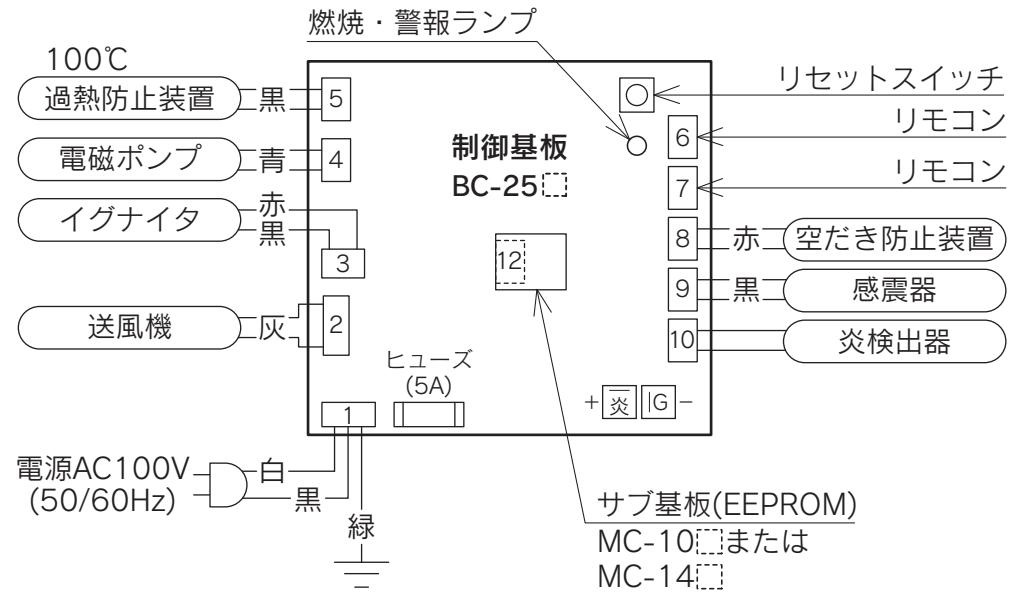 燃焼・警報ランプ
100℃
過熱防止装置
黒
5
リセットスイッチ
電磁ポンプ
青
4
制御基板
BC-25
6
リモコン
7
リモコン
イグナイタ
赤
黒
3
12
8
赤
空だき防止装置
9
黒
感震器
送風機
灰
2
10
炎検出器
ヒューズ
(5A)
1
+
炎
IG
−
電源AC100V
(50/60Hz)
白
黒
緑
サブ基板(EEPROM)
MC-10または
MC-14